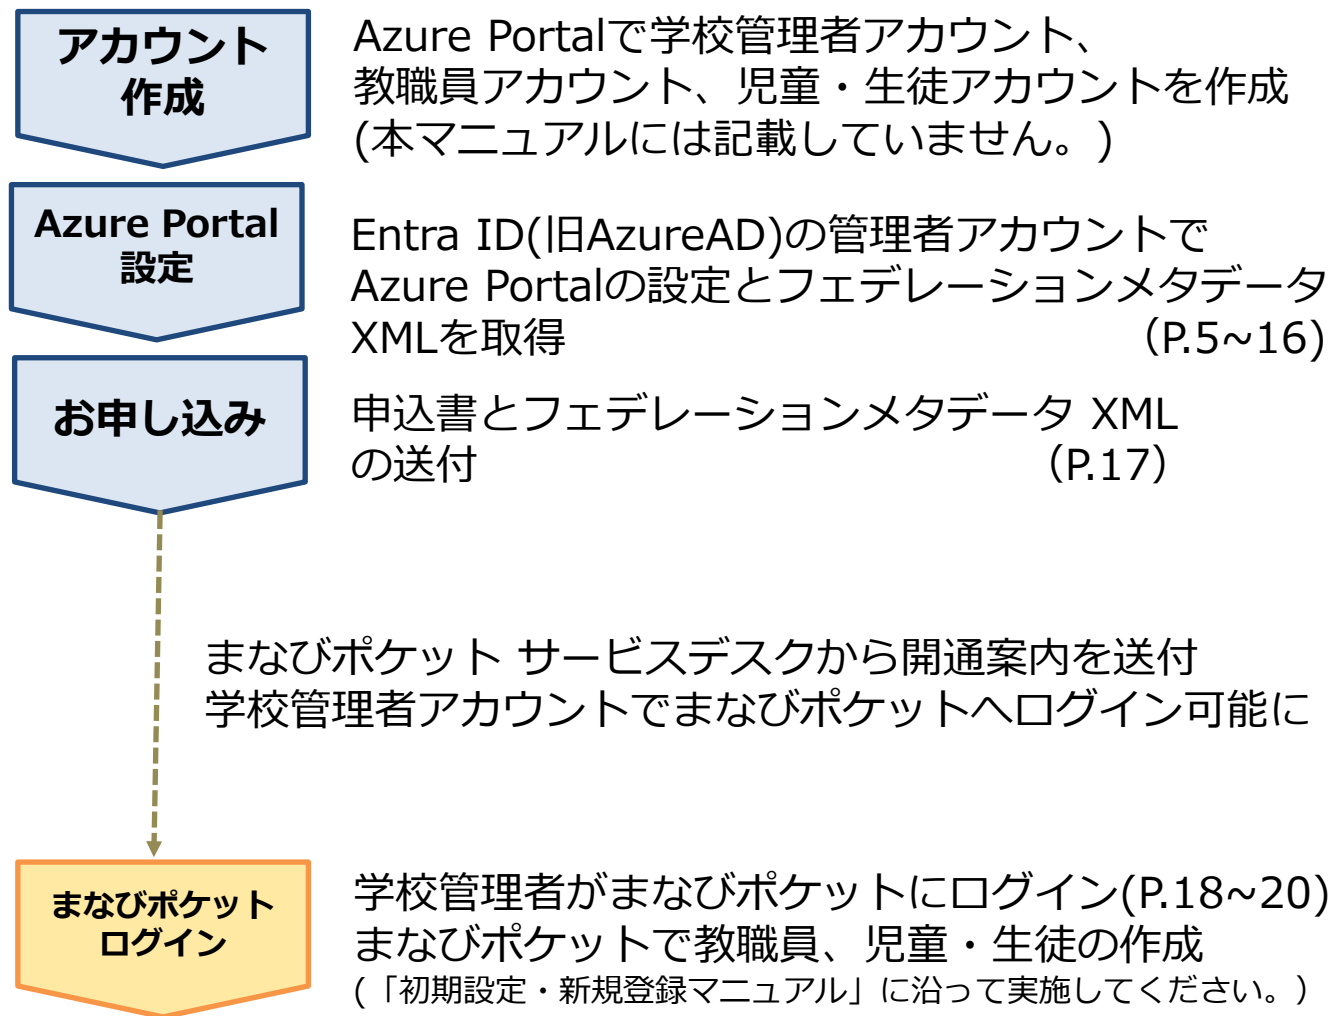 アカウント
作成
Azure Portalで学校管理者アカウント、
教職員アカウント、児童・生徒アカウントを作成
(本マニュアルには記載していません。)
Azure Portal
設定
Entra ID(旧AzureAD)の管理者アカウントで
Azure Portalの設定とフェデレーションメタデータ
XMLを取得 （P.5~16)
お申し込み
申込書とフェデレーションメタデータ XML
の送付 （P.17）
まなびポケット サービスデスクから開通案内を送付
学校管理者アカウントでまなびポケットへログイン可能に
まなびポケット
ログイン
学校管理者がまなびポケットにログイン(P.18~20)
まなびポケットで教職員、児童・生徒の作成
(「初期設定・新規登録マニュアル」に沿って実施してください。）